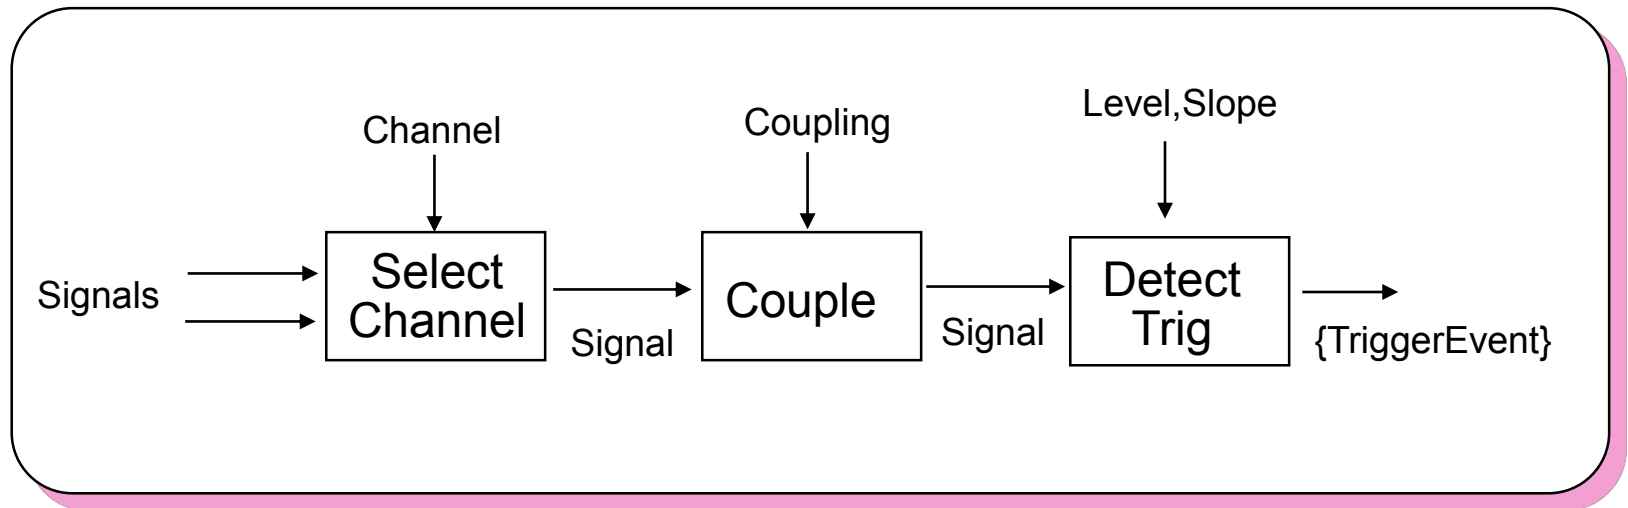 Channel
Coupling
Level,Slope
Signals
Select
Channel
Signal
Couple
Signal
Detect
Trig
{TriggerEvent}